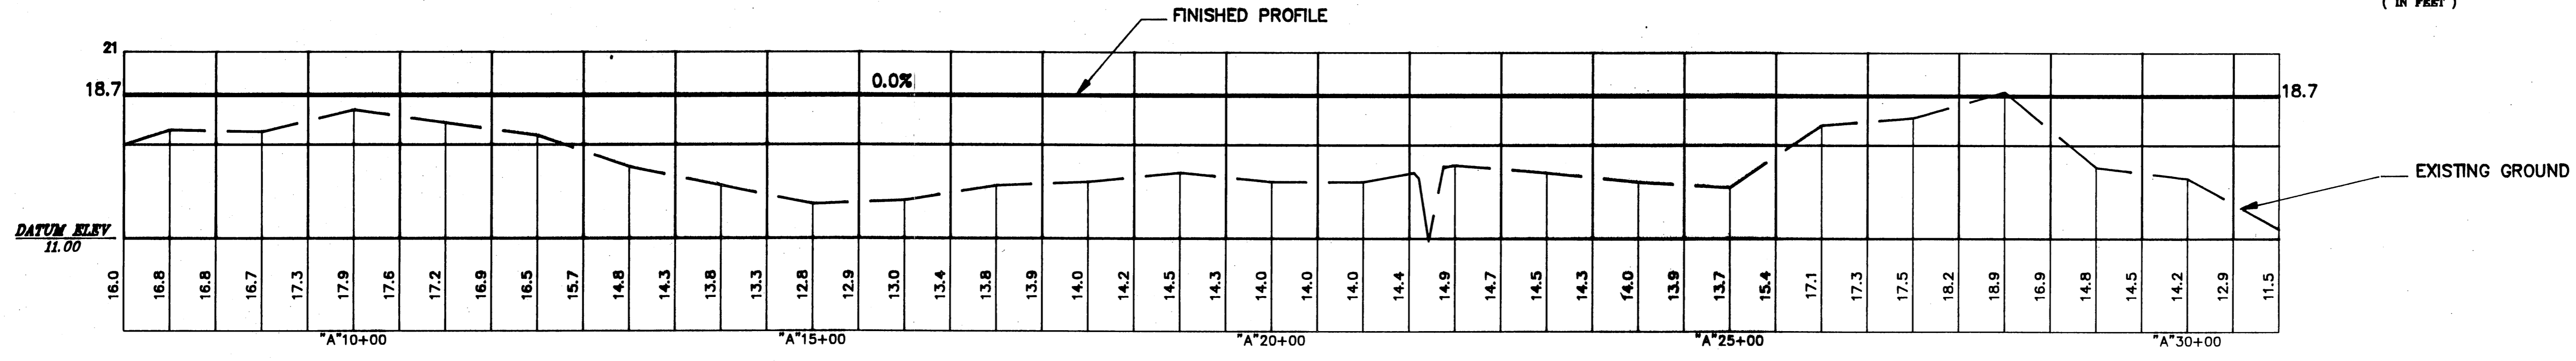 ( IN FEET )
FINISHED PROFILE
21
18.7
0.0%
18.7
EXISTING GROUND
DATUM ELEV
11.00
16.0 16.8 16.8 16.7 17.3 17.9 17.6 17.2 16.9 16.5 15.7 14.8 14.3 13.8 13.3 12.8 12.9 13.0 13.4 13.8 13.9 14.0 14.2 14.5 14.3 14.0 14.0 14.0 14.4 14.9 14.7 14.5 14.3 14.0 13.9 13.7 15.4 17.1 17.3 17.5 18.2 18.9 16.9 14.8 14.5 14.2 12.9 11.5
"A"10+00 "A"15+00 "A"20+00 "A"25+00 "A"30+00